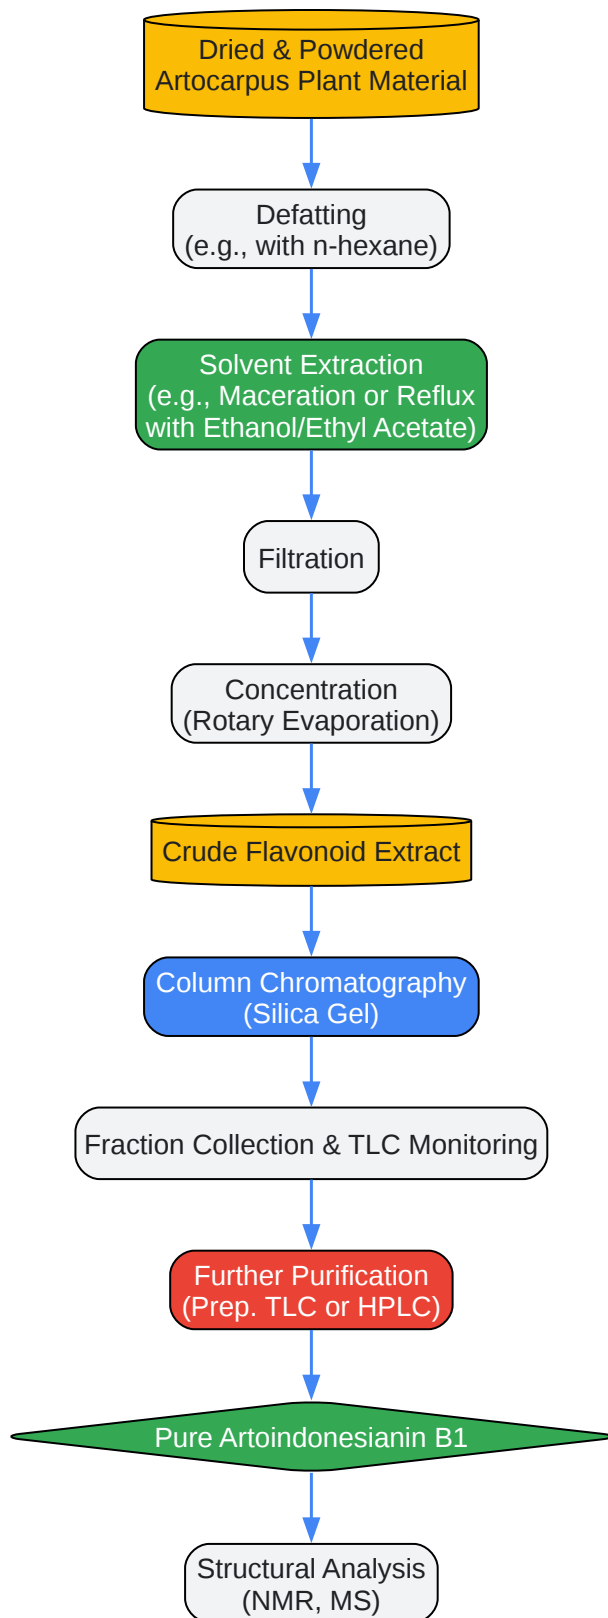 Dried & Powdered
Artocarpus Plant Material
Defatting
(e.g., with n-hexane)
Solvent Extraction
(e.g., Maceration or Reflux
with Ethanol/Ethyl Acetate)
Filtration
Concentration
(Rotary Evaporation)
Crude Flavonoid Extract
Column Chromatography
(Silica Gel)
Fraction Collection & TLC Monitoring
Further Purification
(Prep. TLC or HPLC)
Pure Artoindonesianin B1
Structural Analysis
(NMR, MS)